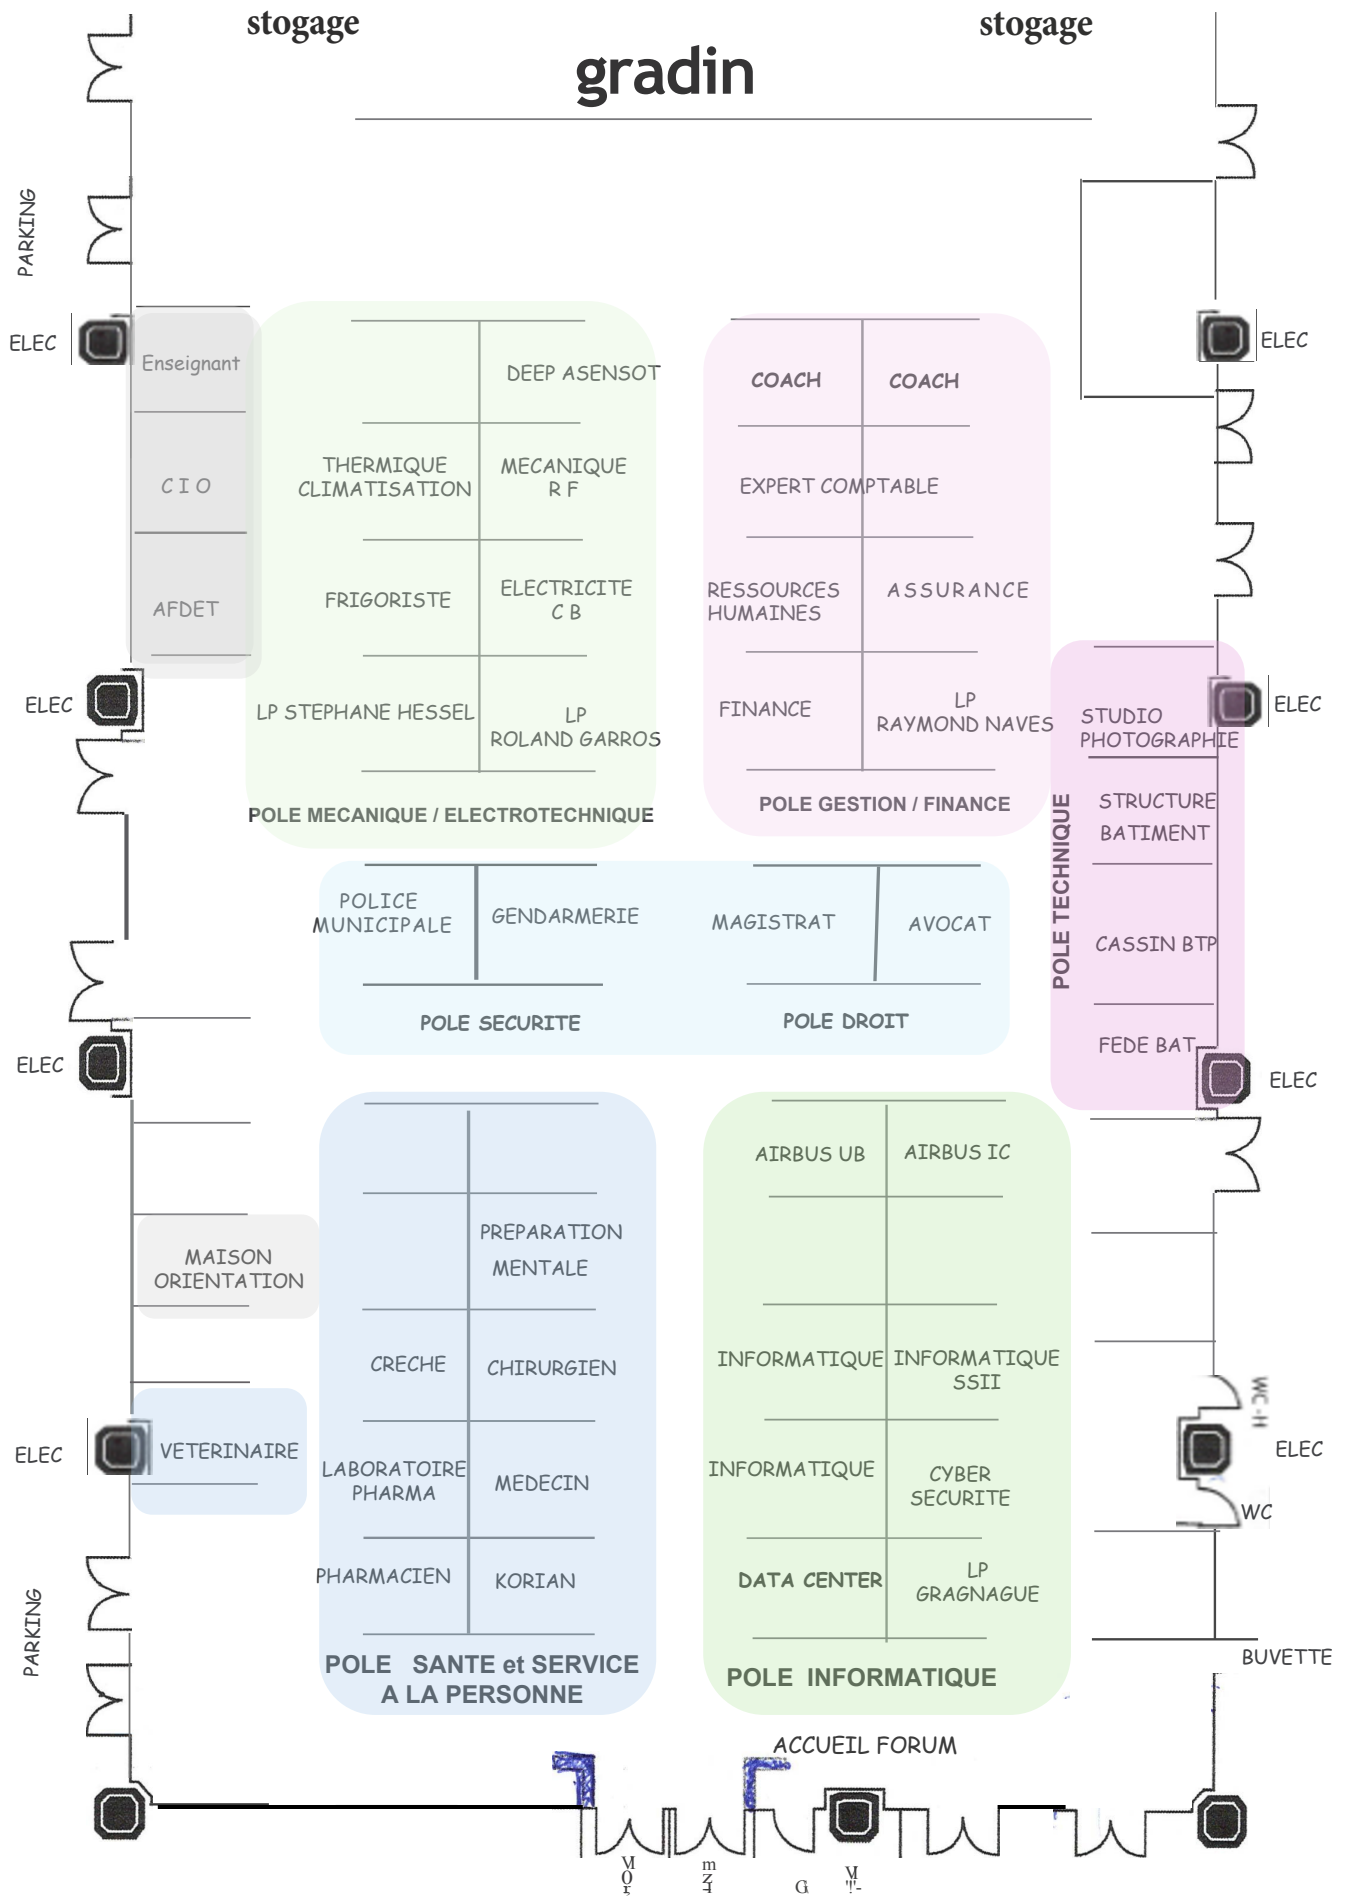 stogage
stogage
gradin
PARKING
ELEC
ELEC
Enseignant
C I O
AFDET
DEEP ASENSOT
THERMIQUE
CLIMATISATION
MECANIQUE
R F
FRIGORISTE
ELECTRICITE
C B
LP STEPHANE HESSEL
LP
ROLAND GARROS
POLE MECANIQUE / ELECTROTECHNIQUE
COACH
COACH
EXPERT COMPTABLE
RESSOURCES
HUMAINES
ASSURANCE
FINANCE
LP
RAYMOND NAVES
POLE GESTION / FINANCE
ELEC
ELEC
STUDIO
PHOTOGRAPHIE
STRUCTURE
BATIMENT
CASSIN BTP
FEDE BAT
POLE TECHNIQUE
POLICE
MUNICIPALE
GENDARMERIE
MAGISTRAT
AVOCAT
POLE SECURITE
POLE DROIT
ELEC
ELEC
MAISON
ORIENTATION
PREPARATION
MENTALE
CRECHE
CHIRURGIEN
ELEC
VETERINAIRE
LABORATOIRE
PHARMA
MEDECIN
PHARMACIEN
KORIAN
POLE SANTE et SERVICE
A LA PERSONNE
AIRBUS UB
AIRBUS IC
INFORMATIQUE
INFORMATIQUE
SSII
INFORMATIQUE
CYBER
SECURITE
DATA CENTER
LP
GRAGNAGUE
POLE INFORMATIQUE
WC-H
ELEC
WC
PARKING
BUVETTE
ACCUEIL FORUM